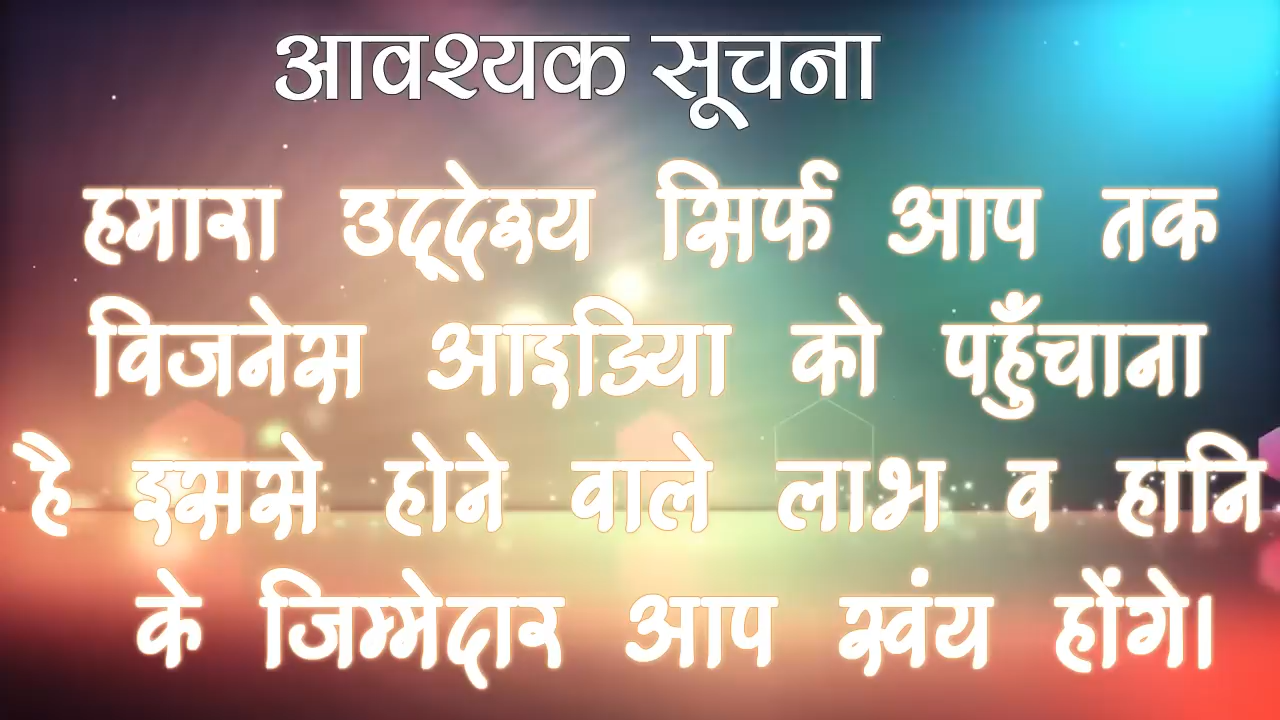 आवश्यक सूचना
हमारा उद्देश्य सिर्फ आप तक
विजनेस आइडिया को पहुँचाना
है इससे होने वाले लाभ व हानि
के जिम्मेदार आप स्वंय होंगे।